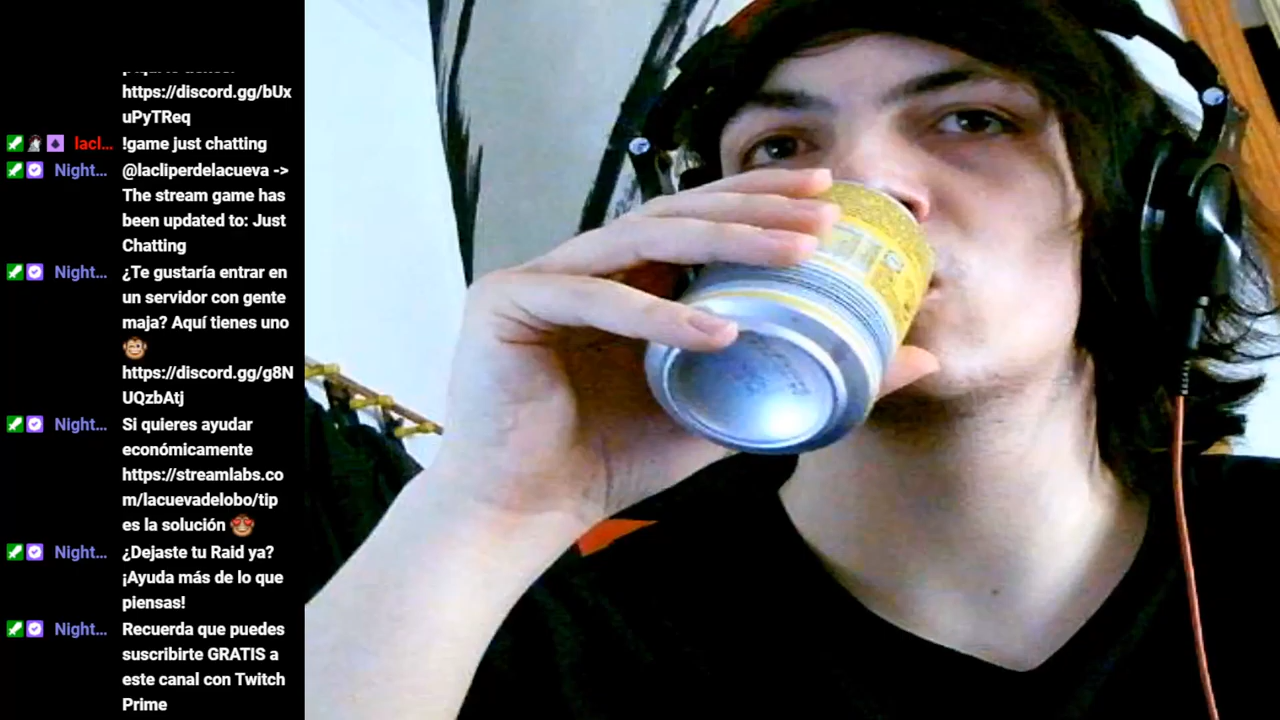 https://discord.gg/bUx
uPyTReq
lacl... !game just chatting
Night... @lacliperdelacueva ->
The stream game has
been updated to: Just
Chatting
Night... ¿Te gustaría entrar en
un servidor con gente
maja? Aquí tienes uno
https://discord.gg/g8N
UQzbAtj
Night... Si quieres ayudar
económicamente
https://streamlabs.co
m/lacuevadelobo/tip
es la solución
Night... ¿Dejaste tu Raid ya?
¡Ayuda más de lo que
piensas!
Night... Recuerda que puedes
suscribirte GRATIS a
este canal con Twitch
Prime